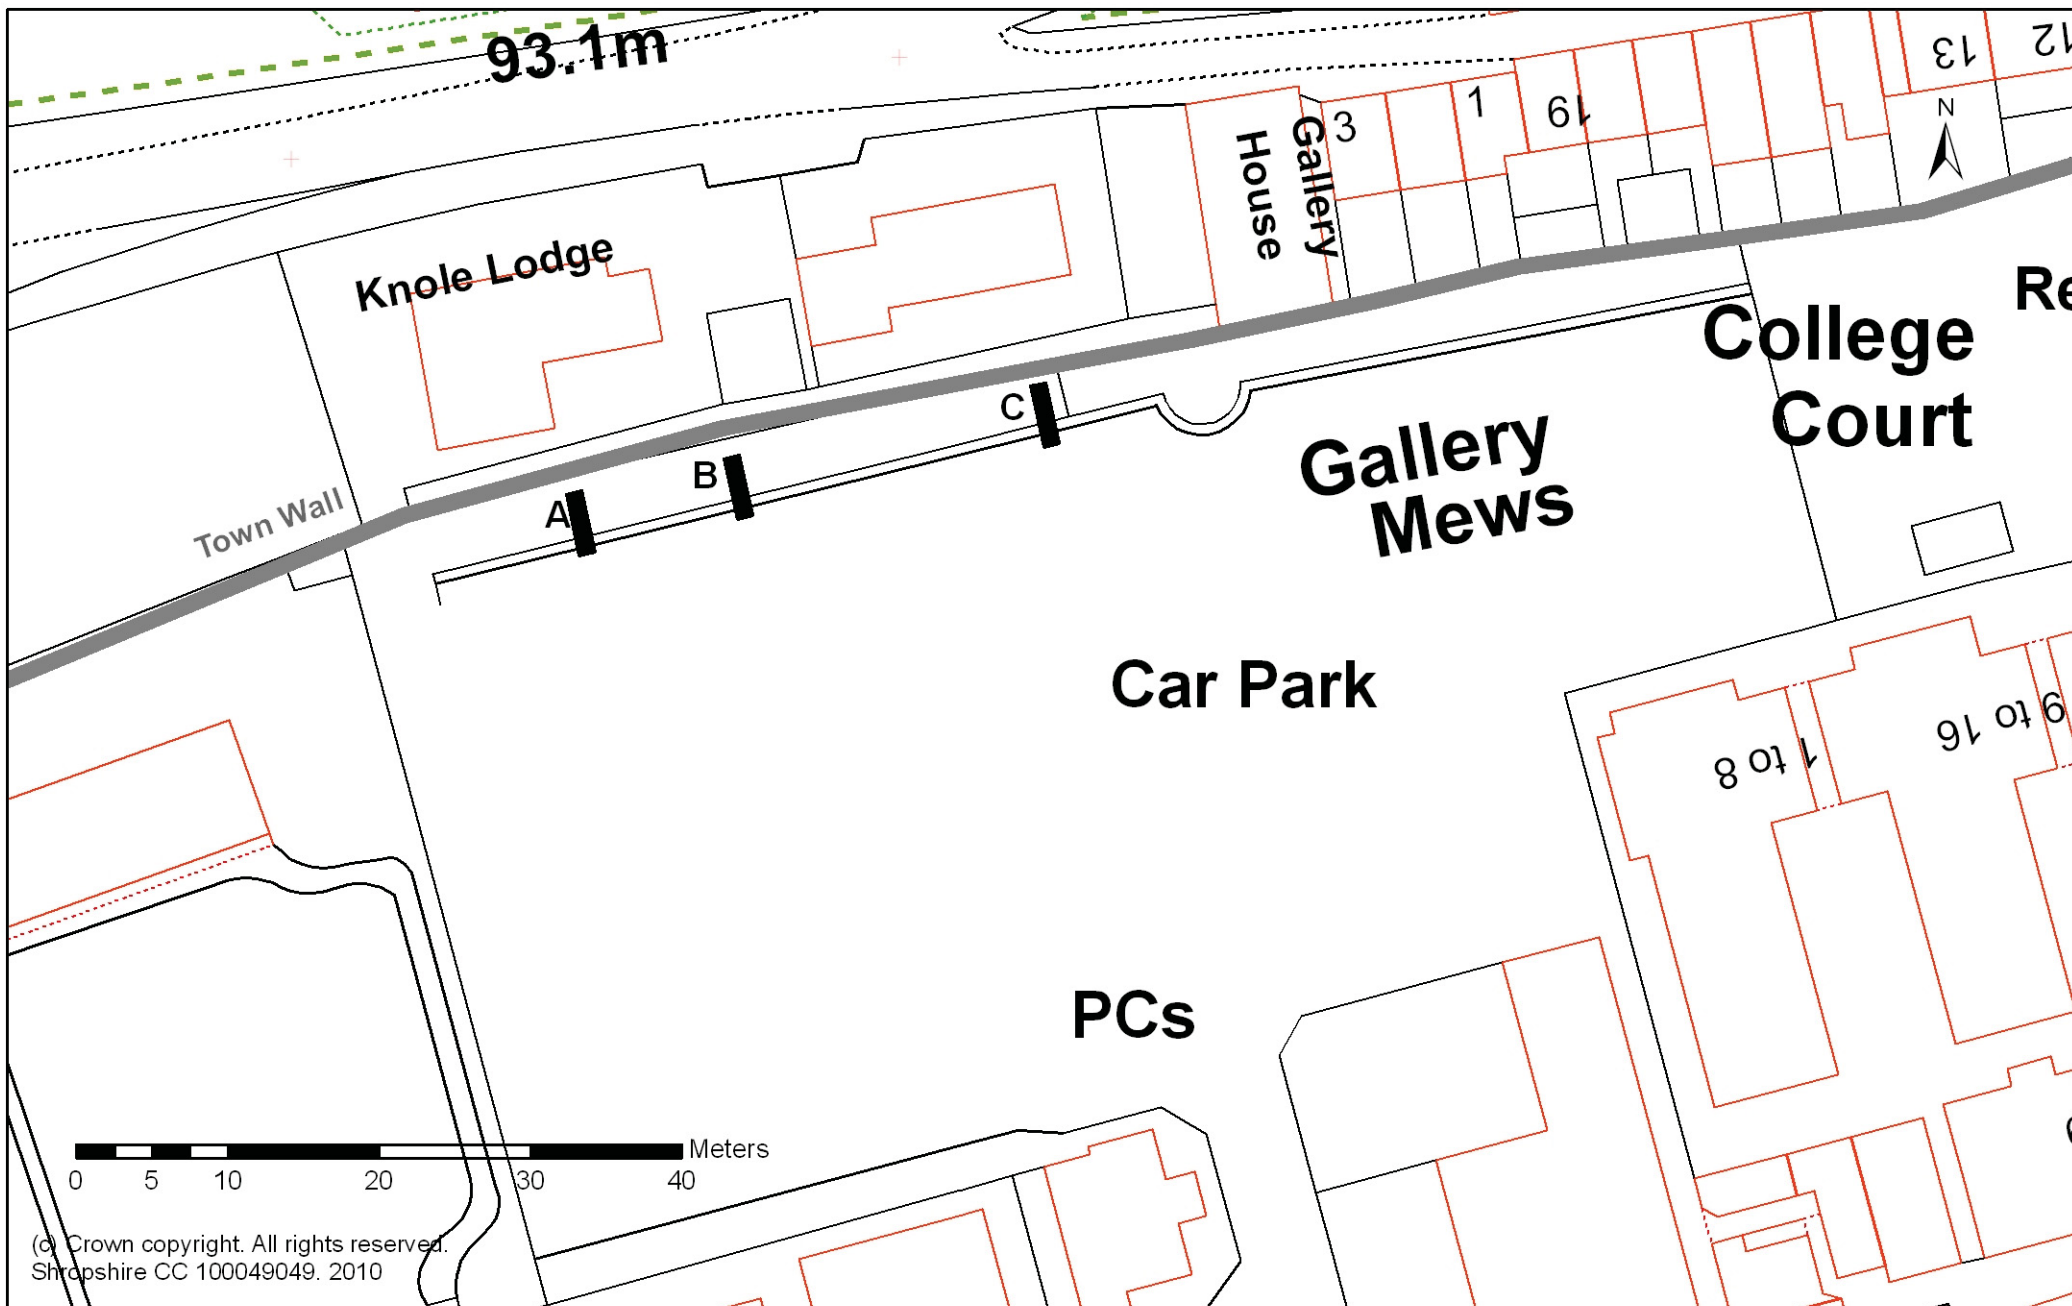 93.1m
13
12
N
3
1
19
Gallery
House
Knole Lodge
College
Court
C
Gallery
Mews
B
A
Town Wall
Car Park
9 to 16
1 to 8
PCs
Meters
0 5 10 20 30 40
(c) Crown copyright. All rights reserved.
Shropshire CC 100049049. 2010